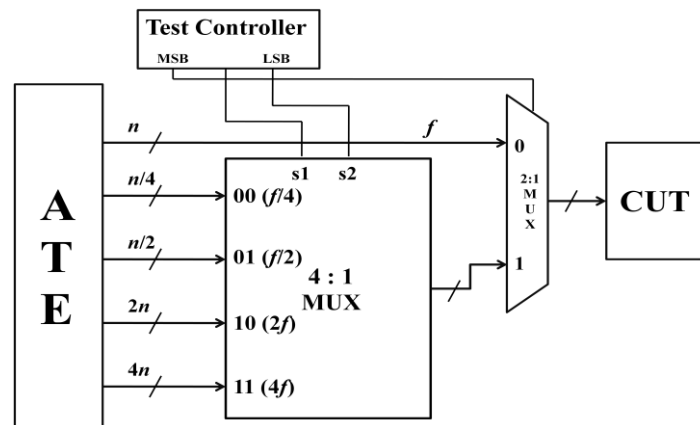 Test Controller
MSB LSB
n
f
s1 s2
0
n/4
00 (f/4)
n/2
01 (f/2)
4 : 1
MUX
2n
10 (2f)
4n
11 (4f)
A
T
E
2:1
M
U
X
1
CUT